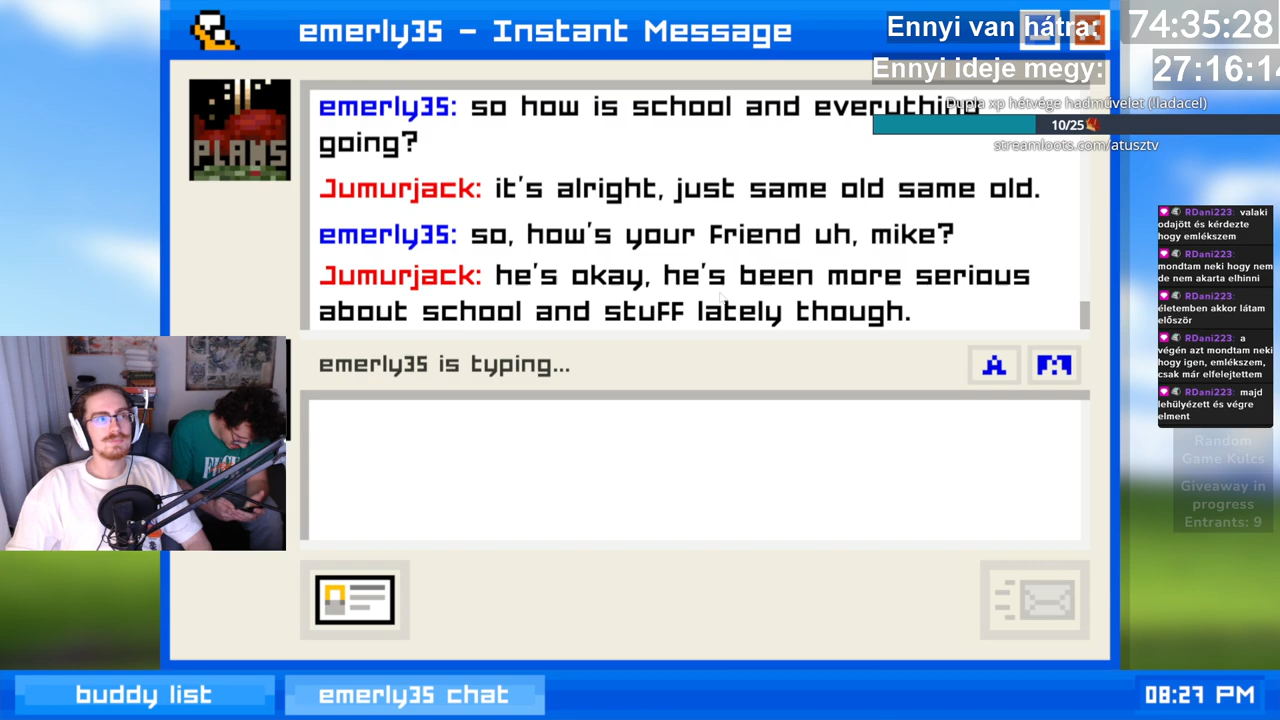 emerly35 - Instant Message
Ennyi van hátra:
74:35:28
Ennyi ideje megy:
27:16:14
Dupla xp hétvége hadművelet (!ladacel)
10/25
streamloots.com/atusztv
PLANS
emerly35: so how is school and everything
going?
Jumurjack: it's alright, just same old same old.
emerly35: so, how's your friend uh, mike?
Jumurjack: he's okay, he's been more serious
about school and stuff lately though.
emerly35 is typing...
A
RDani223: valaki
odajött és kérdezte
hogy emlékszem
RDani223:
mondtam neki hogy nem
de nem akarta elhinni
RDani223:
életemben akkor látam
először
RDani223: a
végén azt mondtam neki
hogy igen, emlékszem,
csak már elfelejtettem
RDani223: majd
lehülyézett és végre
elment
Random
Game Kulcs
Giveaway in
progress
Entrants: 9
buddy list
emerly35 chat
08:27 PM